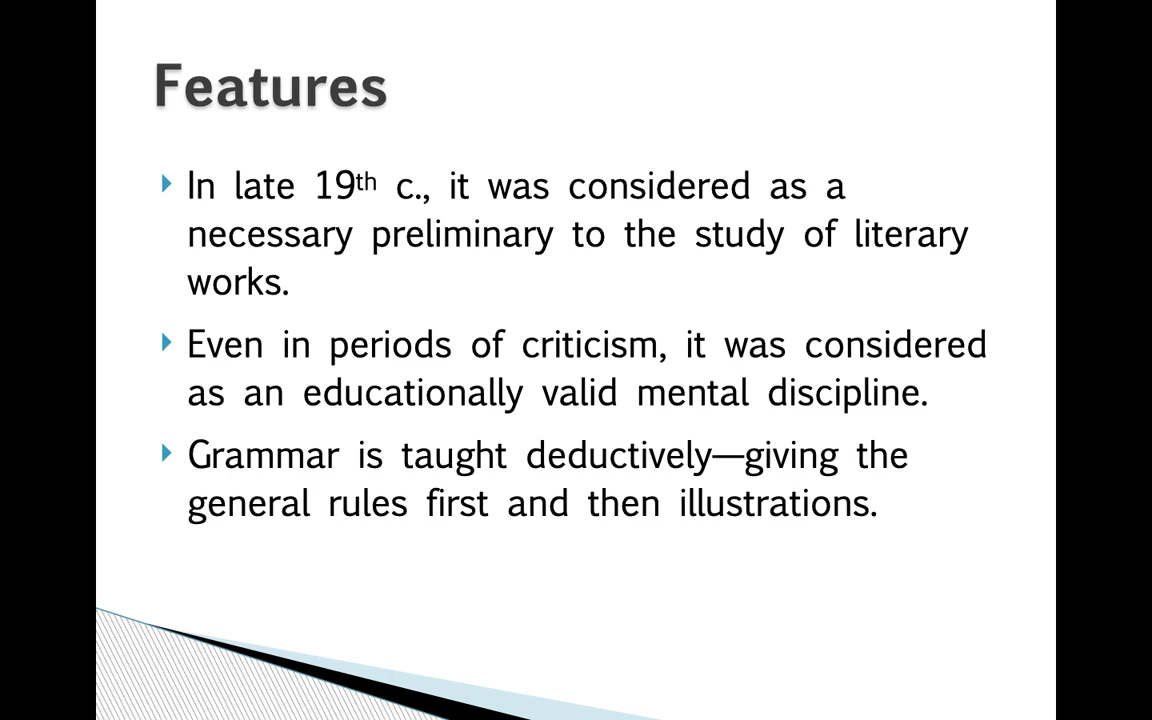 Features
In late 19th c., it was considered as a
necessary preliminary to the study of literary
works.
Even in periods of criticism, it was considered
as an educationally valid mental discipline.
Grammar is taught deductively—giving the
general rules first and then illustrations.